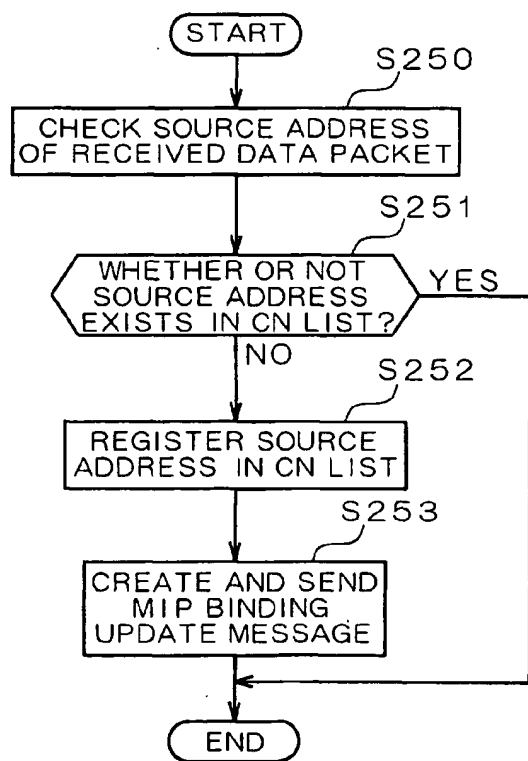 START
S250
CHECK SOURCE ADDRESS
OF RECEIVED DATA PACKET
S251
WHETHER OR NOT
SOURCE ADDRESS
EXISTS IN CN LIST?
YES
NO
S252
REGISTER SOURCE
ADDRESS IN CN LIST
S253
CREATE AND SEND
MIP BINDING
UPDATE MESSAGE
END